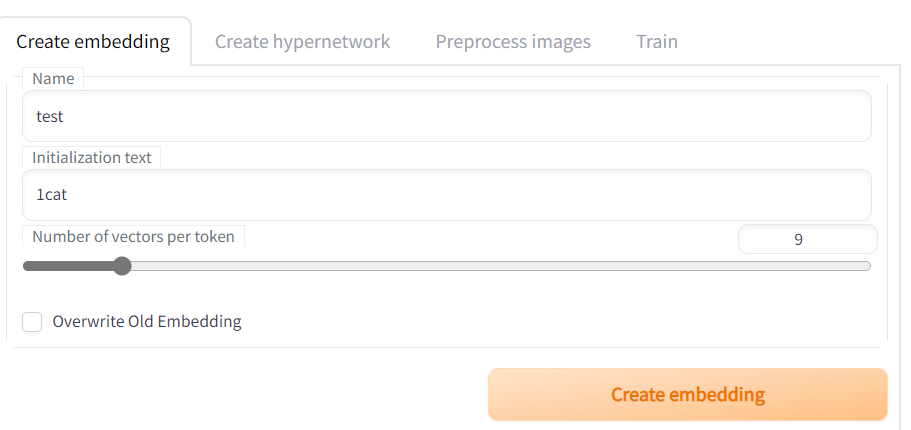 Create embedding Create hypernetwork Preprocess images Train
Name
test
Initialization text
1cat
Number of vectors per token 9
Overwrite Old Embedding
Create embedding